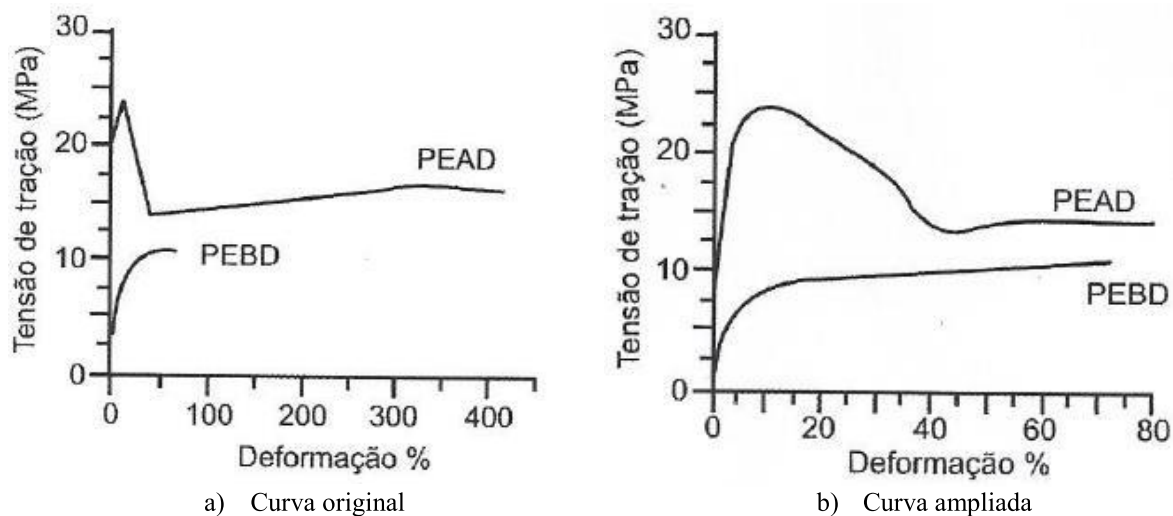 Tensão de tração (MPa)
30
20
10
0
PEAD
PEBD
0 100 200 300 400
Deformação %
a) Curva original
Tensão de tração (MPa)
30
20
10
0
PEAD
PEBD
0 20 40 60 80
Deformação %
b) Curva ampliada